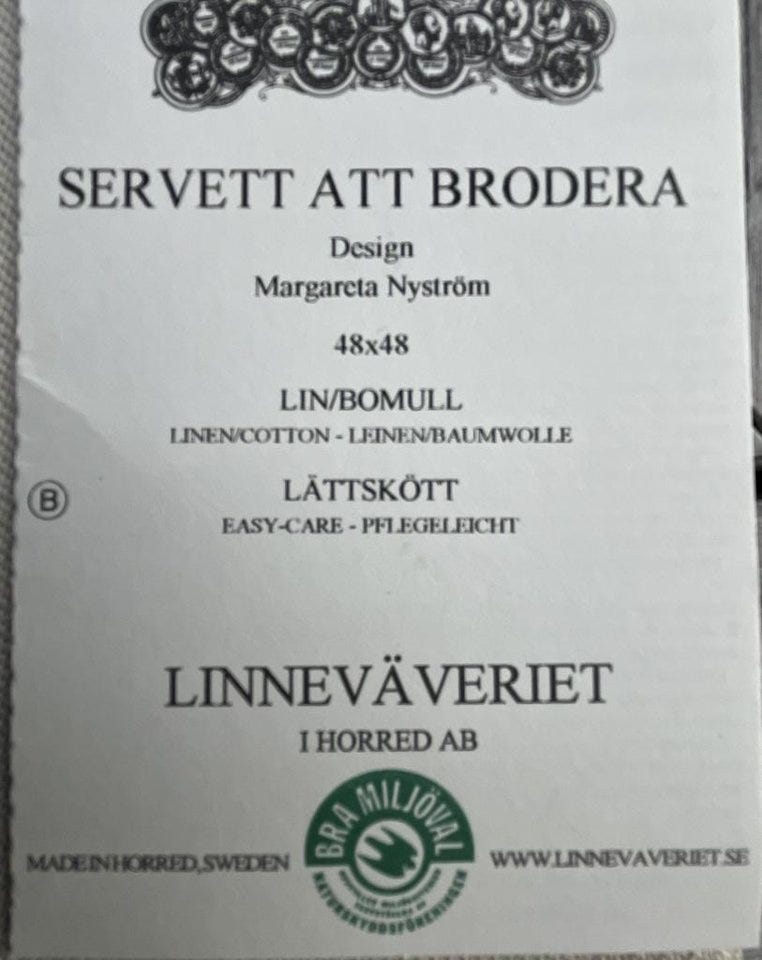 SERVETT ATT BRODERA
Design
Margareta Nyström
48x48
LIN/BOMULL
LINEN/COTTON - LEINEN/BAUMWOLLE
B
LÄTTSKÖTT
EASY-CARE - PFLEGELEICHT
LINNEVÄVERIET
I HORRED AB
BRA MILJÖVAL
NATURSKYDDSFÖRENINGEN
MADE IN HORRED, SWEDEN
WWW.LINNEVAVERIET.SE